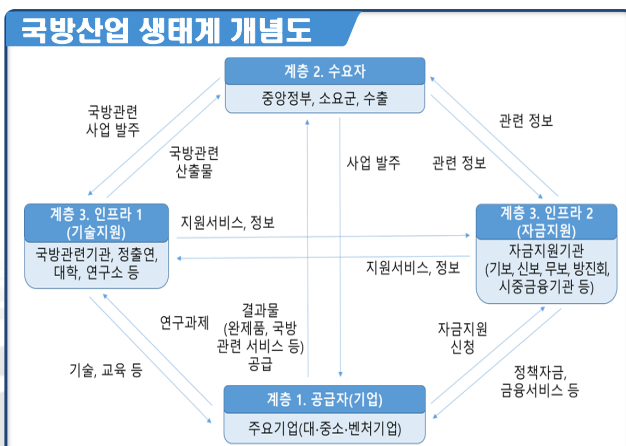 국방산업 생태계 개념도
계층 2. 수요자
중앙정부, 소요군, 수출
국방관련
사업 발주
관련 정보
국방관련
산출물
사업 발주
관련 정보
계층 3. 인프라 1
(기술지원)
국방관련기관, 정출연,
대학, 연구소 등
지원서비스, 정보
계층 3. 인프라 2
(자금지원)
자금지원기관
(기보, 신보, 무보, 방진회,
시중금융기관 등)
지원서비스, 정보
연구과제
결과물
(완제품, 국방
관련 서비스 등)
공급
자금지원
신청
기술, 교육 등
정책자금,
금융서비스 등
계층 1. 공급자(기업)
주요기업(대·중소·벤처기업)